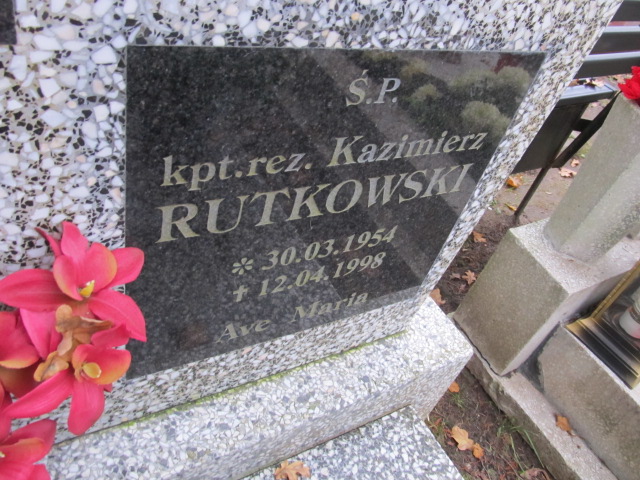 Ś.P.
kpt.rez. Kazimierz
RUTKOWSKI
* 30.03.1954
† 12.04.1998
Ave Maria